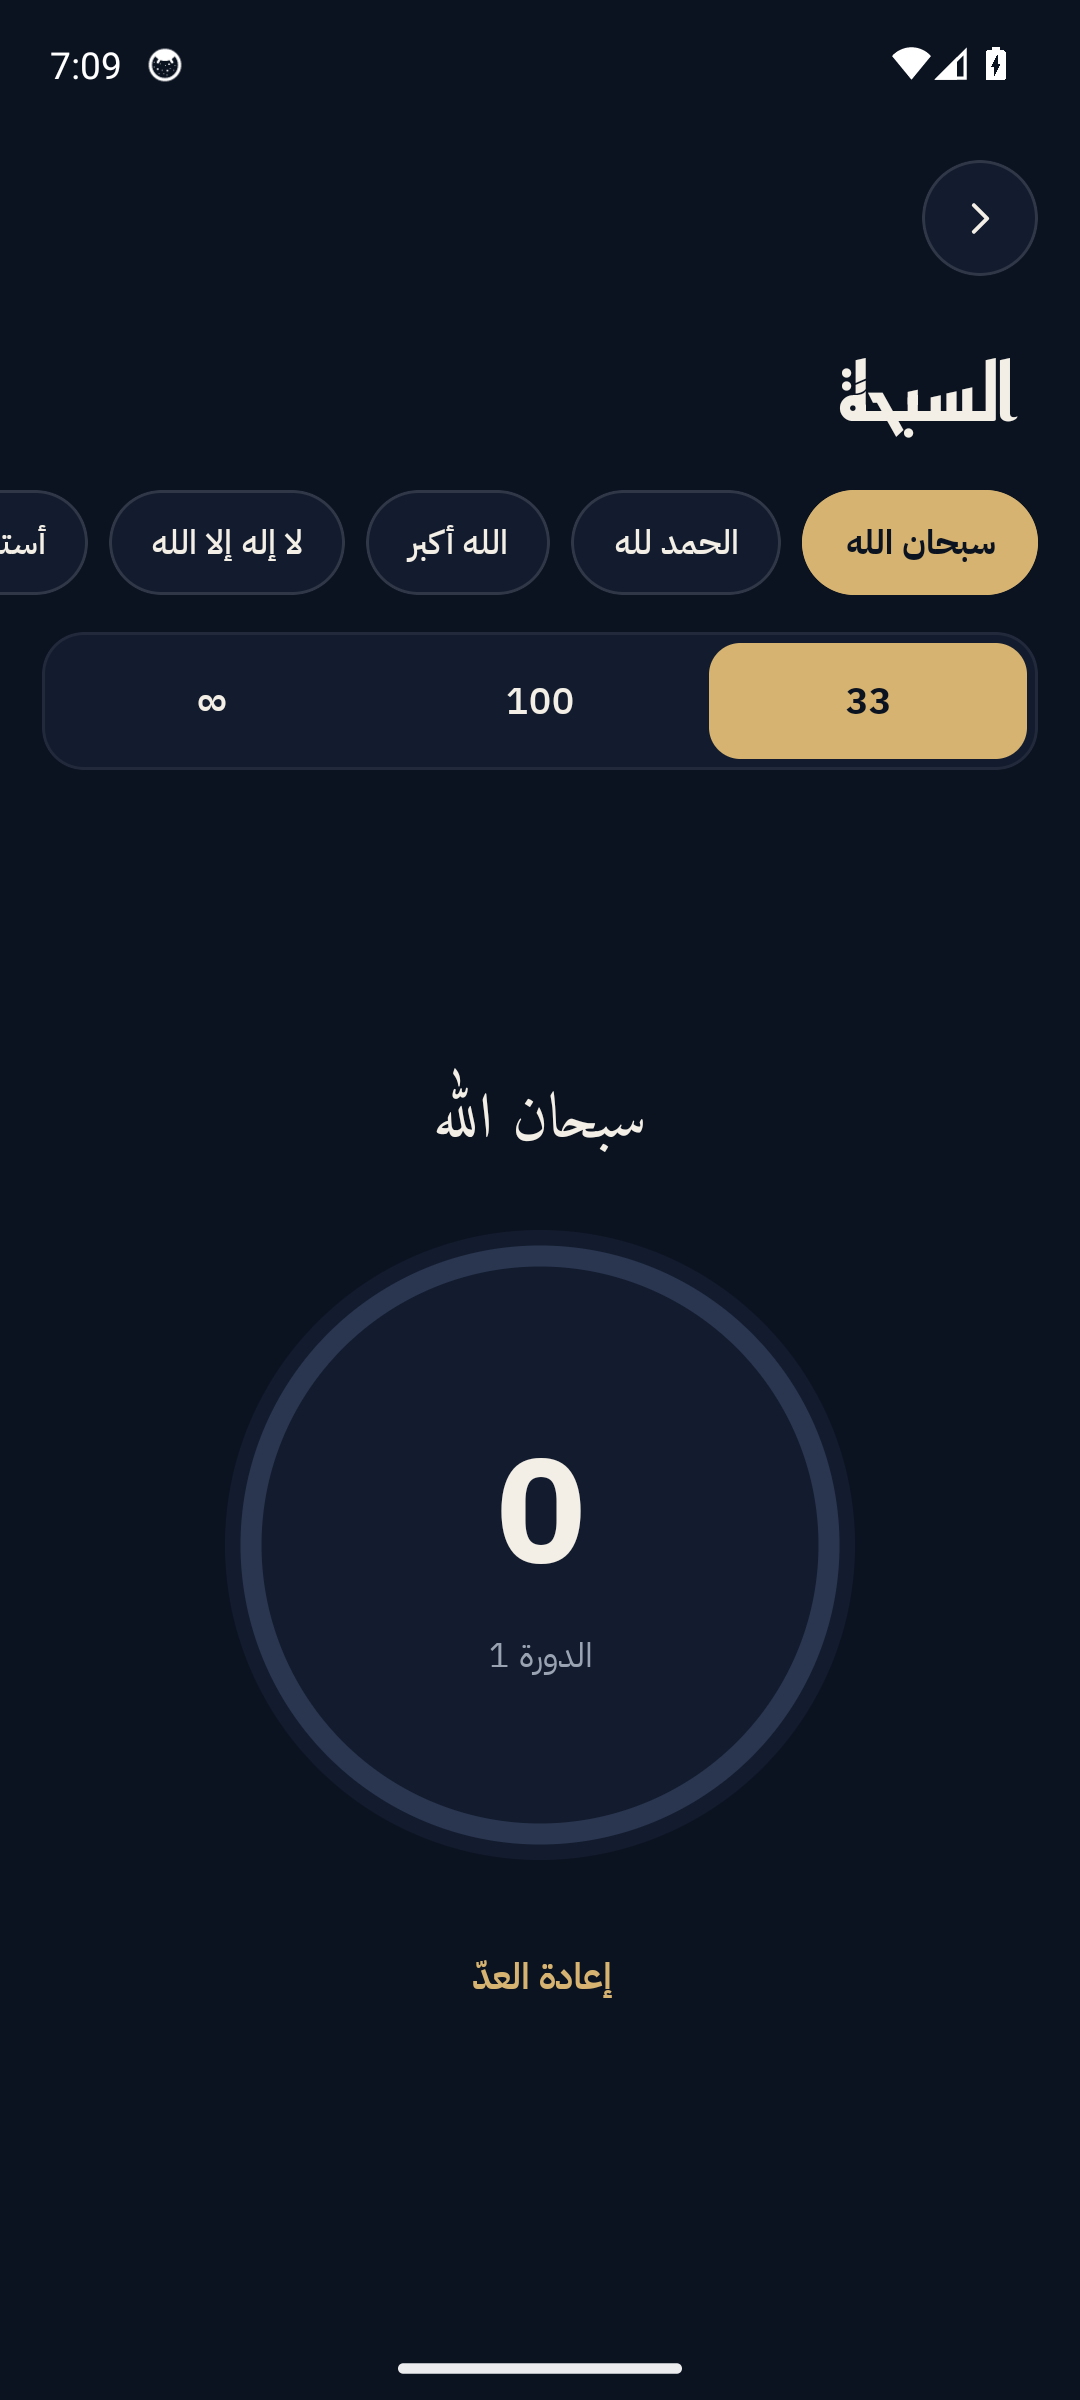 7:09
السبحة
سبحان الله الحمد لله الله أكبر لا إله إلا الله
33 100 ∞
سبحان الله
0
الدورة 1
إعادة العدّ